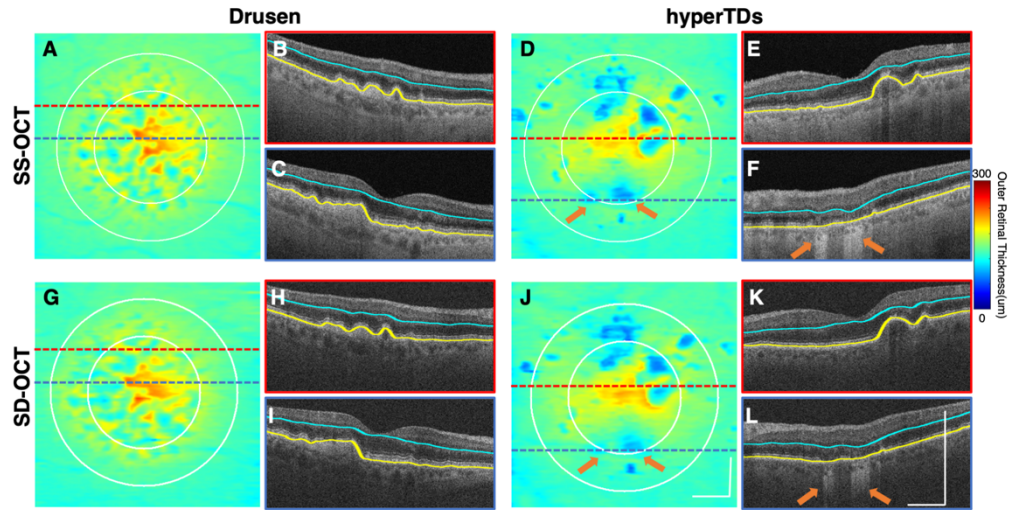 Drusen
hyperTDs
SS-OCT
A
B
C
D
E
F
300
Outer Retinal Thickness(um)
0
SD-OCT
G
H
I
J
K
L